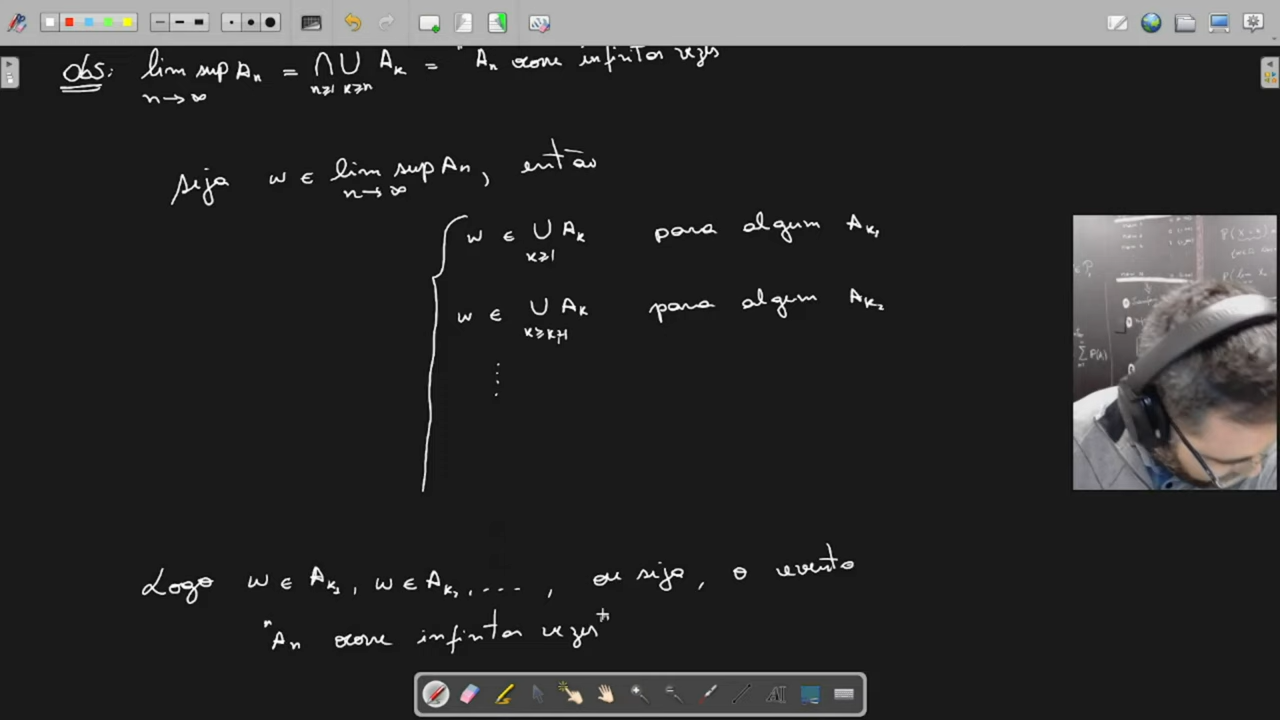 Obs: lim sup An = ∩ ∪ Ak = "An ocorre infinitas vezes
n→∞ n≥1 k≥n
seja w ∈ lim sup An, então
n→∞
w ∈ ∪ Ak para algum Ak1
k≥1
w ∈ ∪ Ak para algum Ak2
k≥k1+1
⋮
Logo w ∈ Ak1, w ∈ Ak2, ...., ou seja, o evento
"An ocorre infinitas vezes"